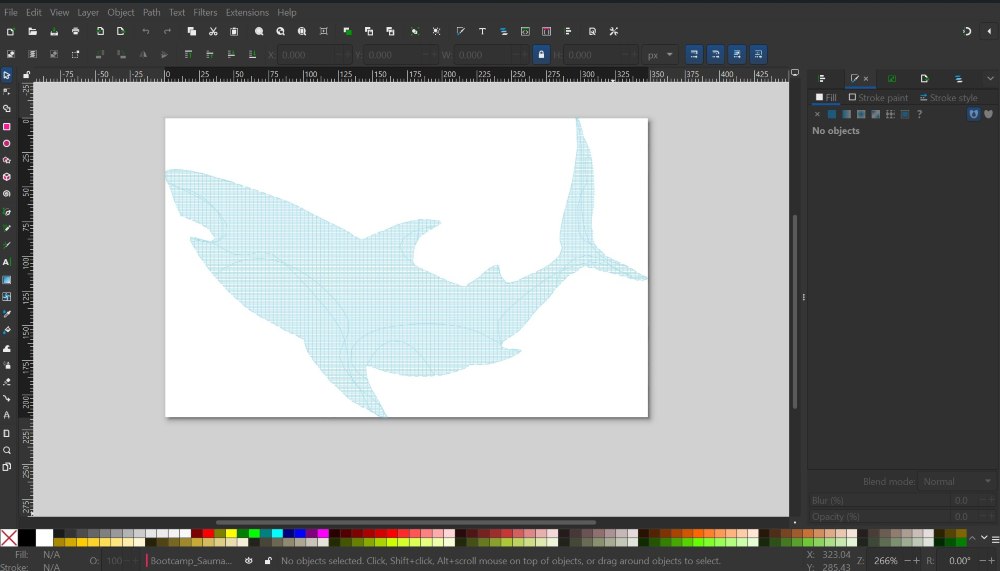 File Edit View Layer Object Path Text Filters Extensions Help
X: 0.000 Y: 0.000 W: 0.000 H: 0.000 px
-75 -50 -25 0 25 50 75 100 125 150 175 200 225 250 275 300 325 350 375 400 425
Fill Stroke paint Stroke style
No objects
Blend mode: Normal
Blur (%) 0.0
Opacity (%) 0.0
Fill: N/A O: 100 Bootcamp_Sauma... No objects selected. Click, Shift+click, Alt+scroll mouse on top of objects, or drag around objects to select. X: 323.04 Z: 266% R: 0.00°
Stroke: N/A Y: 285.43